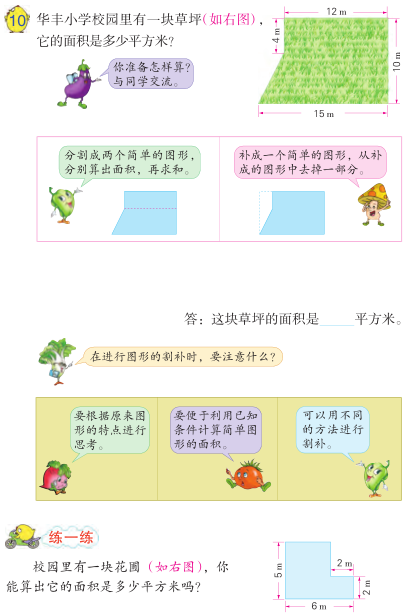 10 华丰小学校园里有一块草坪(如右图)，
它的面积是多少平方米？
12 m
4 m
10 m
15 m
你准备怎样算？
与同学交流。
分割成两个简单的图形，
分别算出面积，再求和。
补成一个简单的图形，从补
成的图形中去掉一部分。
答：这块草坪的面积是____平方米。
在进行图形的割补时，要注意什么？
要根据原来图
形的特点进行
思考。
要便于利用已知
条件计算简单图
形的面积。
可以用不同
的方法进行
割补。
练一练
校园里有一块花圃（如右图)，你
能算出它的面积是多少平方米吗？
5 m
2 m
2 m
6 m